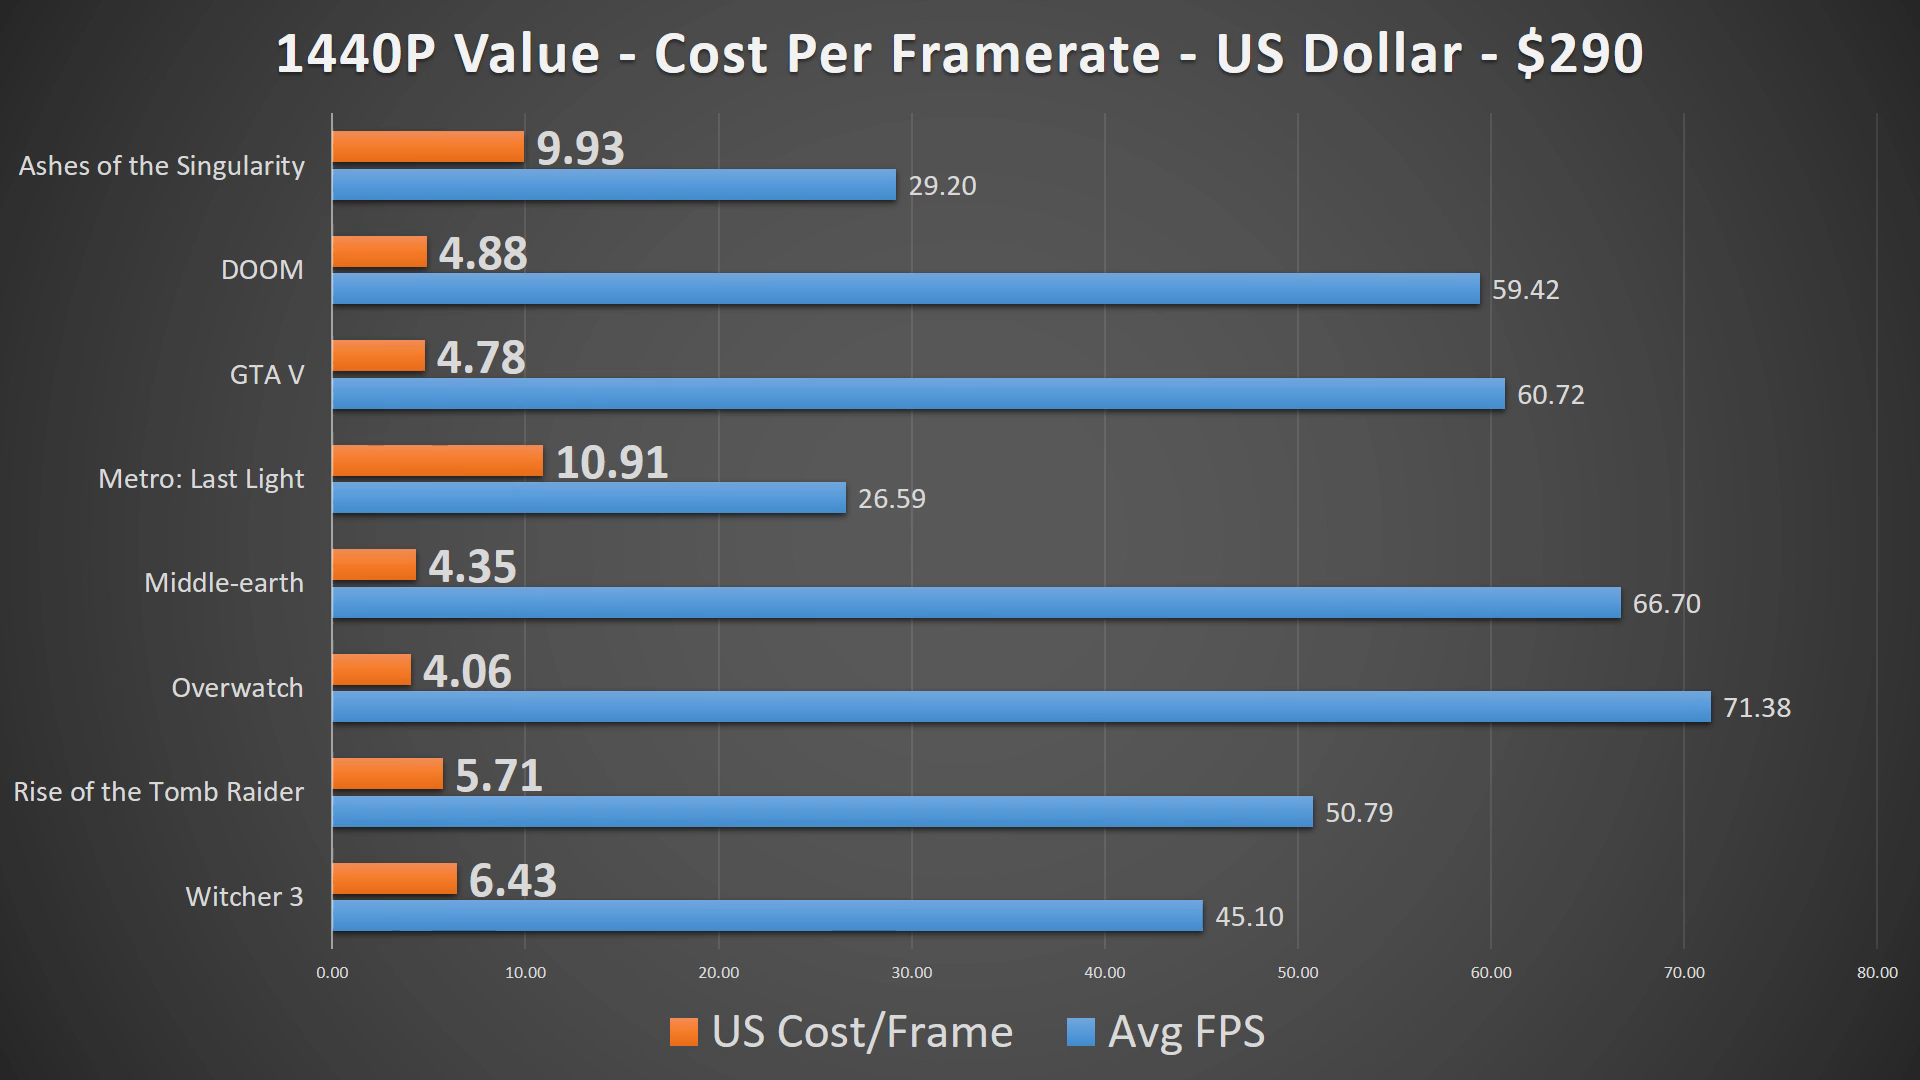 1440P Value - Cost Per Framerate - US Dollar - $290
Ashes of the Singularity
9.93
29.20
DOOM
4.88
59.42
GTA V
4.78
60.72
Metro: Last Light
10.91
26.59
Middle-earth
4.35
66.70
Overwatch
4.06
71.38
Rise of the Tomb Raider
5.71
50.79
Witcher 3
6.43
45.10
0.00 10.00 20.00 30.00 40.00 50.00 60.00 70.00 80.00
US Cost/Frame Avg FPS